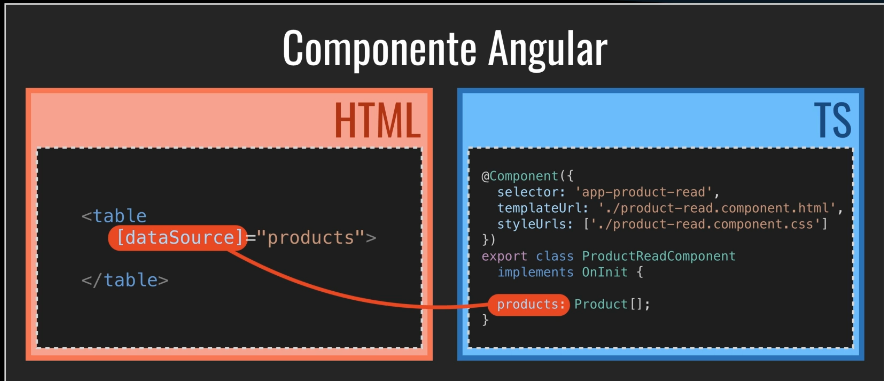 Componente Angular
HTML
<table
[dataSource]="products">
</table>
TS
@Component({
selector: 'app-product-read',
templateUrl: './product-read.component.html',
styleUrls: ['./product-read.component.css']
})
export class ProductReadComponent
implements OnInit {
products: Product[];
}